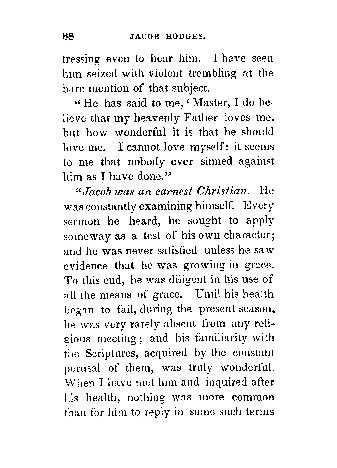 68 JACOB HODGES.
tressing even to hear him. I have seen
him seized with violent trembling at the
bare mention of that subject.
"He has said to me, 'Master, I do be-
lieve that my heavenly Father loves me,
but how wonderful it is that he should
love me. I cannot love myself: it seems
to me that nobody ever sinned against
him as I have done."
"Jacob was an earnest Christian. He
was constantly examining himself. Every
sermon he heard, he sought to apply
someway as a test of his own character;
and he was never satisfied unless he saw
evidence that he was growing in grace.
To this end, he was diligent in his use of
all the means of grace. Until his health
began to fail, during the present season,
he was very rarely absent from any reli-
gious meeting; and his familiarity with
the Scriptures, acquired by the constant
perusal of them, was truly wonderful.
When I have met him and inquired after
his health, nothing was more common
than for him to reply in some such terms